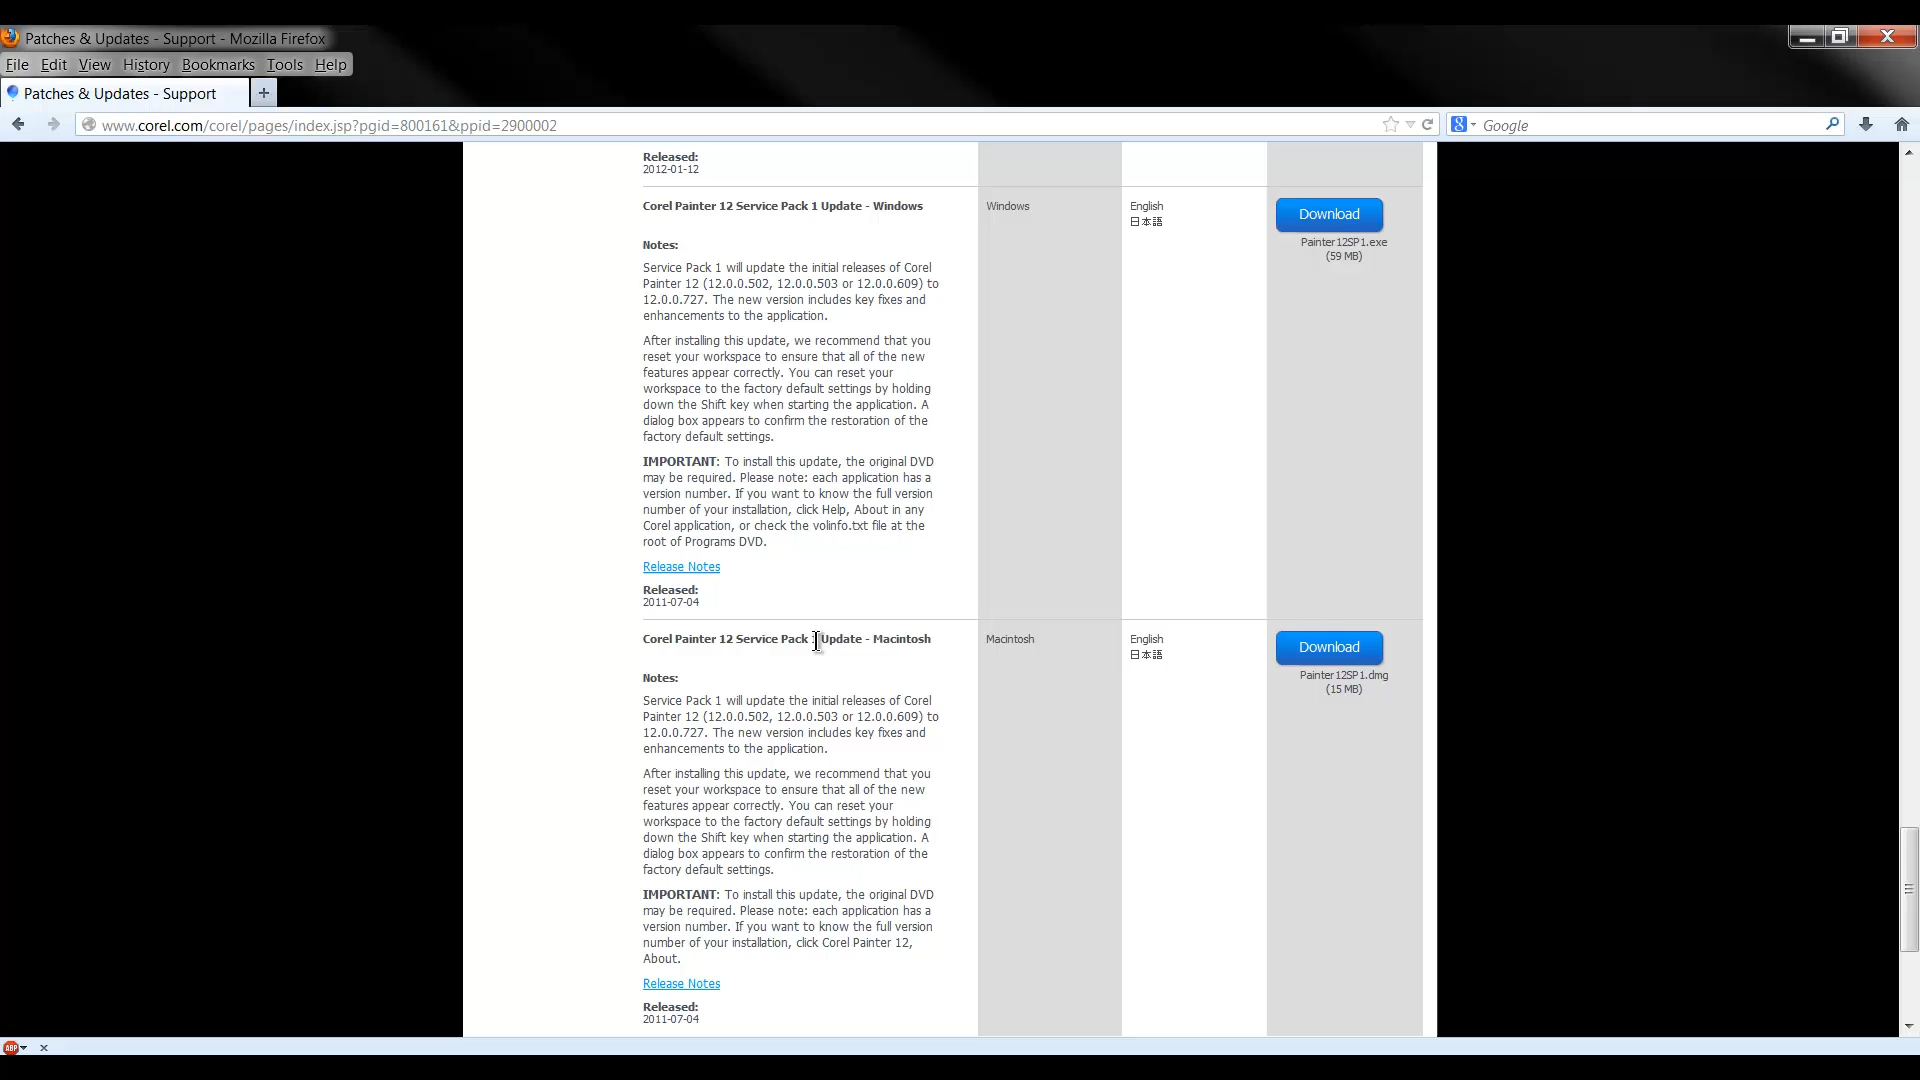 Patches & Updates - Support - Mozilla Firefox
File Edit View History Bookmarks Tools Help
Patches & Updates - Support
www.corel.com/corel/pages/index.jsp?pgid=800161&ppid=2900002
Google
Released:
2012-01-12
Corel Painter 12 Service Pack 1 Update - Windows
Windows
English
日本語
Download
Painter12SP1.exe
(59 MB)
Notes:
Service Pack 1 will update the initial releases of Corel
Painter 12 (12.0.0.502, 12.0.0.503 or 12.0.0.609) to
12.0.0.727. The new version includes key fixes and
enhancements to the application.
After installing this update, we recommend that you
reset your workspace to ensure that all of the new
features appear correctly. You can reset your
workspace to the factory default settings by holding
down the Shift key when starting the application. A
dialog box appears to confirm the restoration of the
factory default settings.
IMPORTANT: To install this update, the original DVD
may be required. Please note: each application has a
version number. If you want to know the full version
number of your installation, click Help, About in any
Corel application, or check the volinfo.txt file at the
root of Programs DVD.
Release Notes
Released:
2011-07-04
Corel Painter 12 Service Pack 1 Update - Macintosh
Macintosh
English
日本語
Download
Painter12SP1.dmg
(15 MB)
Notes:
Service Pack 1 will update the initial releases of Corel
Painter 12 (12.0.0.502, 12.0.0.503 or 12.0.0.609) to
12.0.0.727. The new version includes key fixes and
enhancements to the application.
After installing this update, we recommend that you
reset your workspace to ensure that all of the new
features appear correctly. You can reset your
workspace to the factory default settings by holding
down the Shift key when starting the application. A
dialog box appears to confirm the restoration of the
factory default settings.
IMPORTANT: To install this update, the original DVD
may be required. Please note: each application has a
version number. If you want to know the full version
number of your installation, click Corel Painter 12,
About.
Release Notes
Released:
2011-07-04
ABP